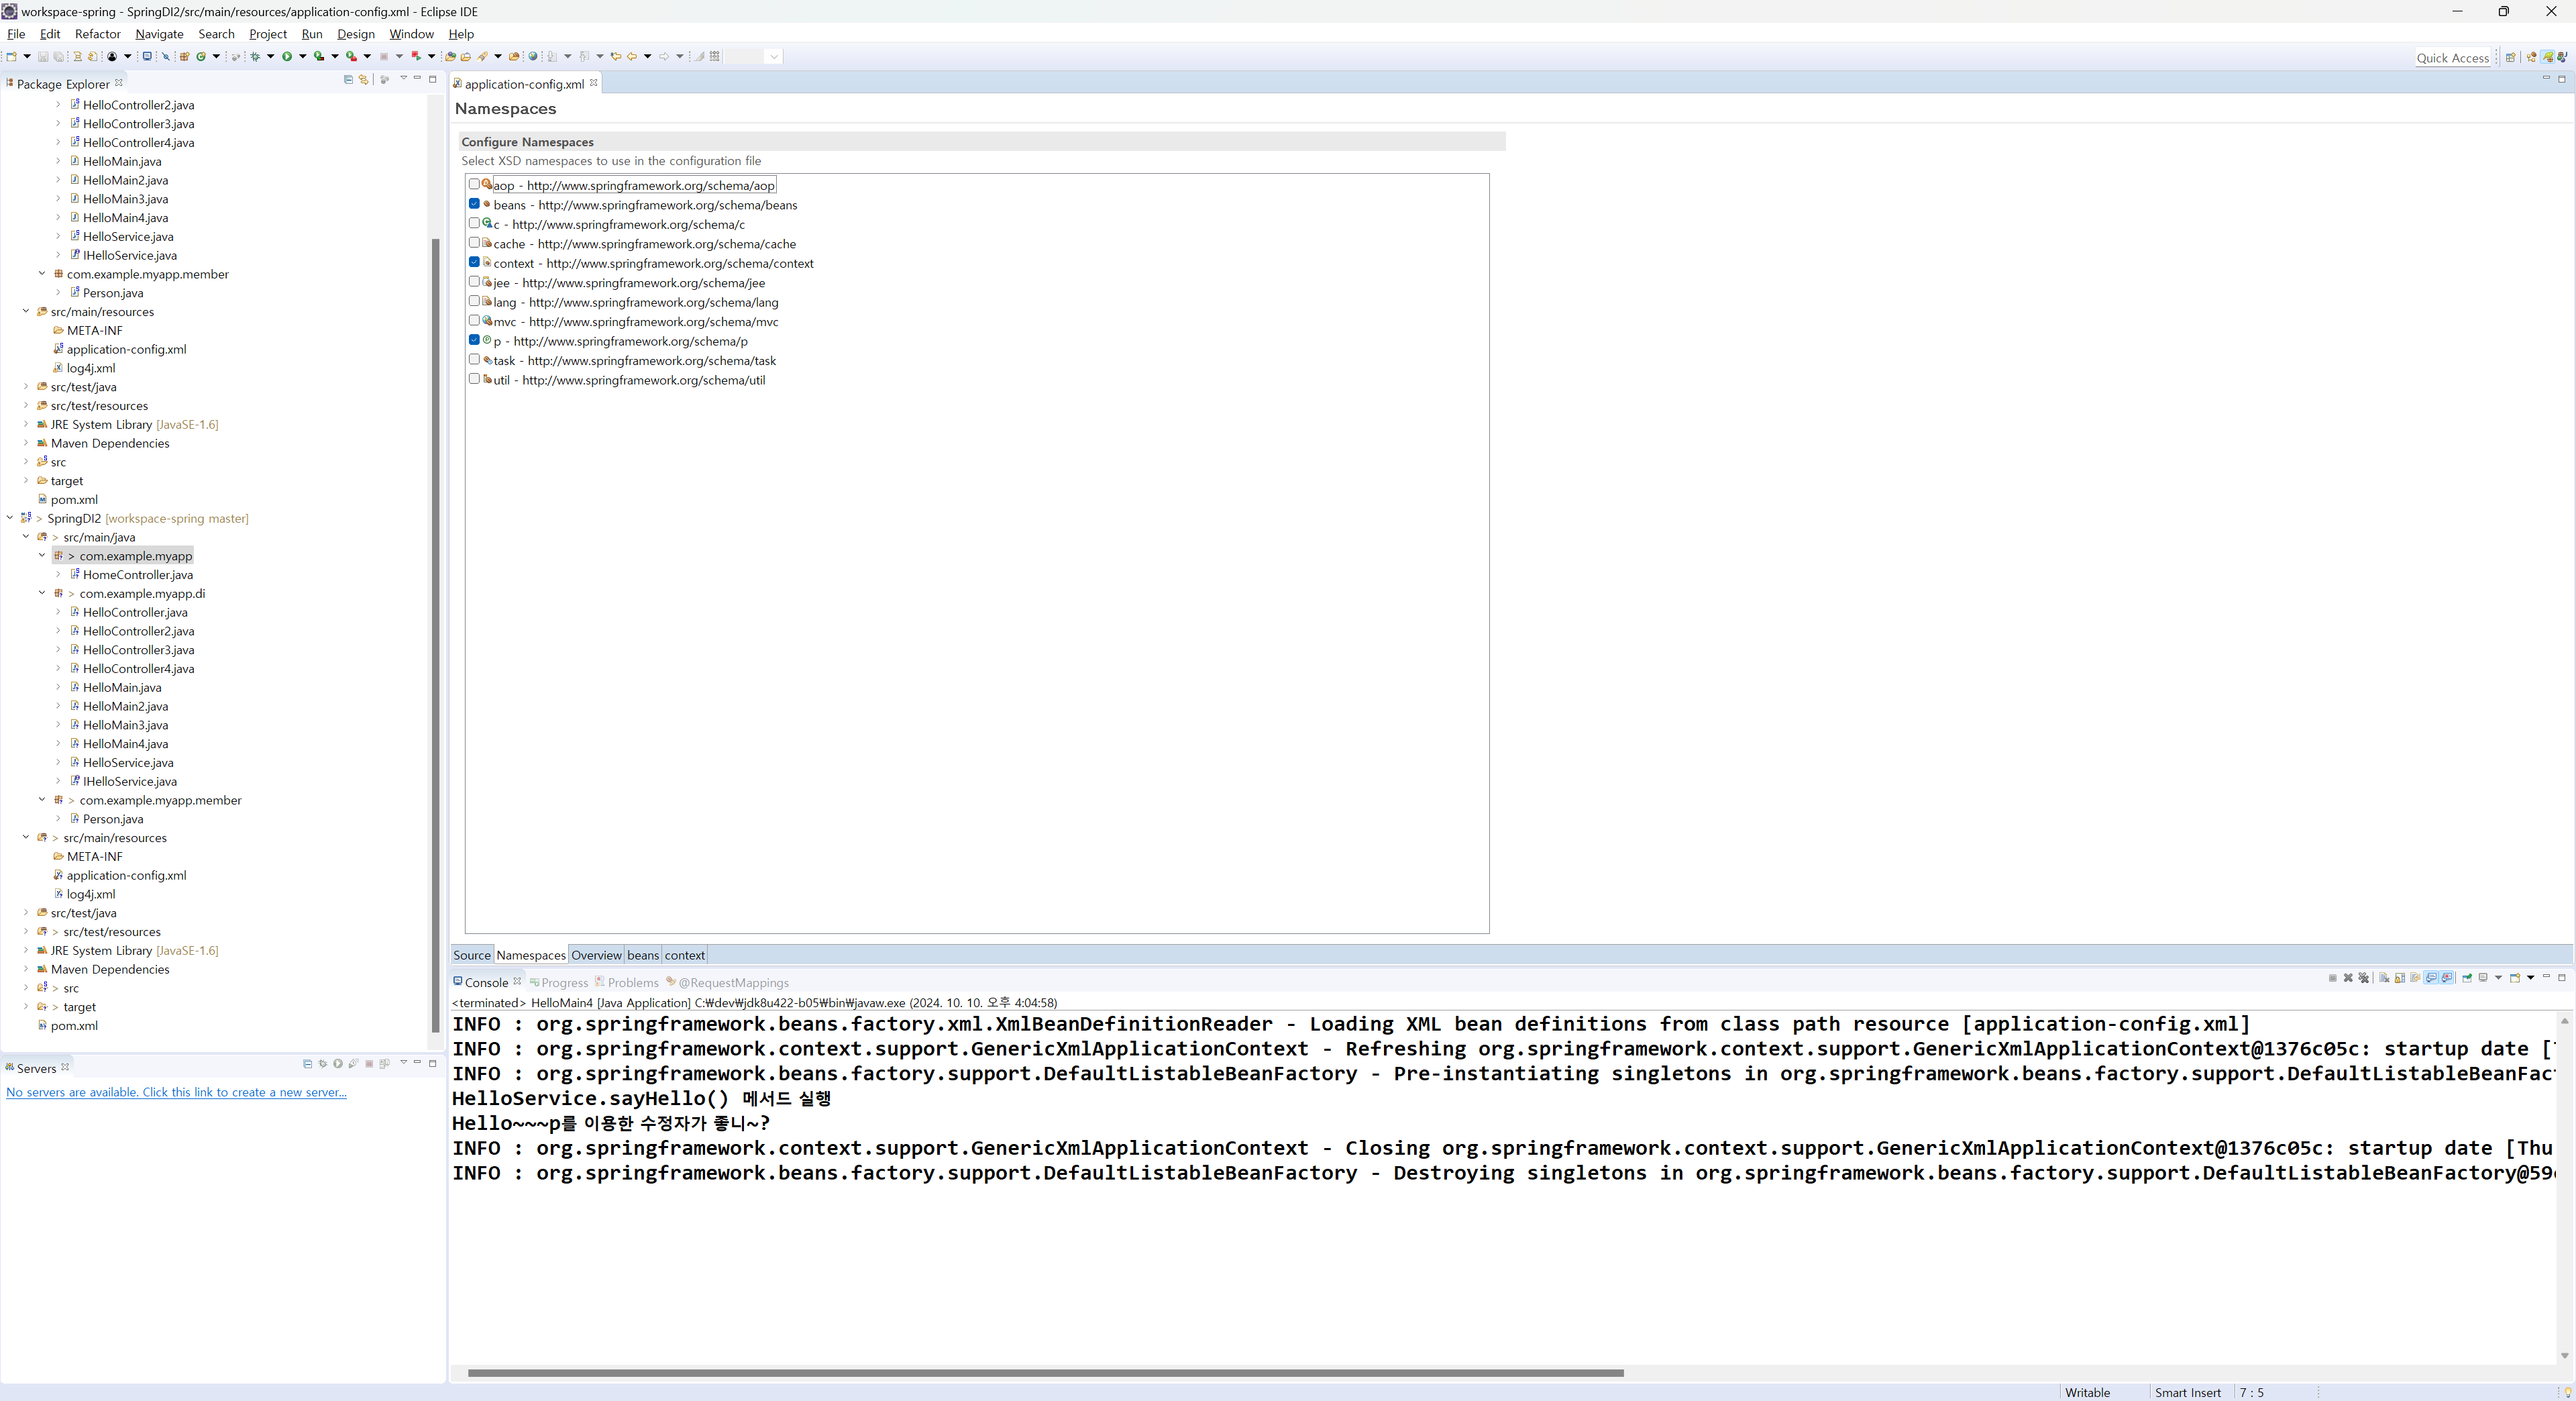 workspace-spring - SpringDI2/src/main/resources/application-config.xml - Eclipse IDE
File Edit Refactor Navigate Search Project Run Design Window Help
Quick Access
Package Explorer
HelloController2.java
HelloController3.java
HelloController4.java
HelloMain.java
HelloMain2.java
HelloMain3.java
HelloMain4.java
HelloService.java
IHelloService.java
com.example.myapp.member
Person.java
src/main/resources
META-INF
application-config.xml
log4j.xml
src/test/java
src/test/resources
JRE System Library [JavaSE-1.6]
Maven Dependencies
src
target
pom.xml
> SpringDI2 [workspace-spring master]
> src/main/java
> com.example.myapp
HomeController.java
> com.example.myapp.di
HelloController.java
HelloController2.java
HelloController3.java
HelloController4.java
HelloMain.java
HelloMain2.java
HelloMain3.java
HelloMain4.java
HelloService.java
IHelloService.java
> com.example.myapp.member
Person.java
> src/main/resources
META-INF
application-config.xml
log4j.xml
src/test/java
> src/test/resources
JRE System Library [JavaSE-1.6]
Maven Dependencies
> src
> target
pom.xml
Servers
No servers are available. Click this link to create a new server...
application-config.xml
Namespaces
Configure Namespaces
Select XSD namespaces to use in the configuration file
aop - http://www.springframework.org/schema/aop
beans - http://www.springframework.org/schema/beans
c - http://www.springframework.org/schema/c
cache - http://www.springframework.org/schema/cache
context - http://www.springframework.org/schema/context
jee - http://www.springframework.org/schema/jee
lang - http://www.springframework.org/schema/lang
mvc - http://www.springframework.org/schema/mvc
p - http://www.springframework.org/schema/p
task - http://www.springframework.org/schema/task
util - http://www.springframework.org/schema/util
Source Namespaces Overview beans context
Console Progress Problems @RequestMappings
<terminated> HelloMain4 [Java Application] C:₩dev₩jdk8u422-b05₩bin₩javaw.exe (2024. 10. 10. 오후 4:04:58)
INFO : org.springframework.beans.factory.xml.XmlBeanDefinitionReader - Loading XML bean definitions from class path resource [application-config.xml]
INFO : org.springframework.context.support.GenericXmlApplicationContext - Refreshing org.springframework.context.support.GenericXmlApplicationContext@1376c05c: startup date [
INFO : org.springframework.beans.factory.support.DefaultListableBeanFactory - Pre-instantiating singletons in org.springframework.beans.factory.support.DefaultListableBeanFac
HelloService.sayHello() 메서드 실행
Hello~~~p를 이용한 수정자가 좋니~?
INFO : org.springframework.context.support.GenericXmlApplicationContext - Closing org.springframework.context.support.GenericXmlApplicationContext@1376c05c: startup date [Thu
INFO : org.springframework.beans.factory.support.DefaultListableBeanFactory - Destroying singletons in org.springframework.beans.factory.support.DefaultListableBeanFactory@59
Writable Smart Insert 7 : 5